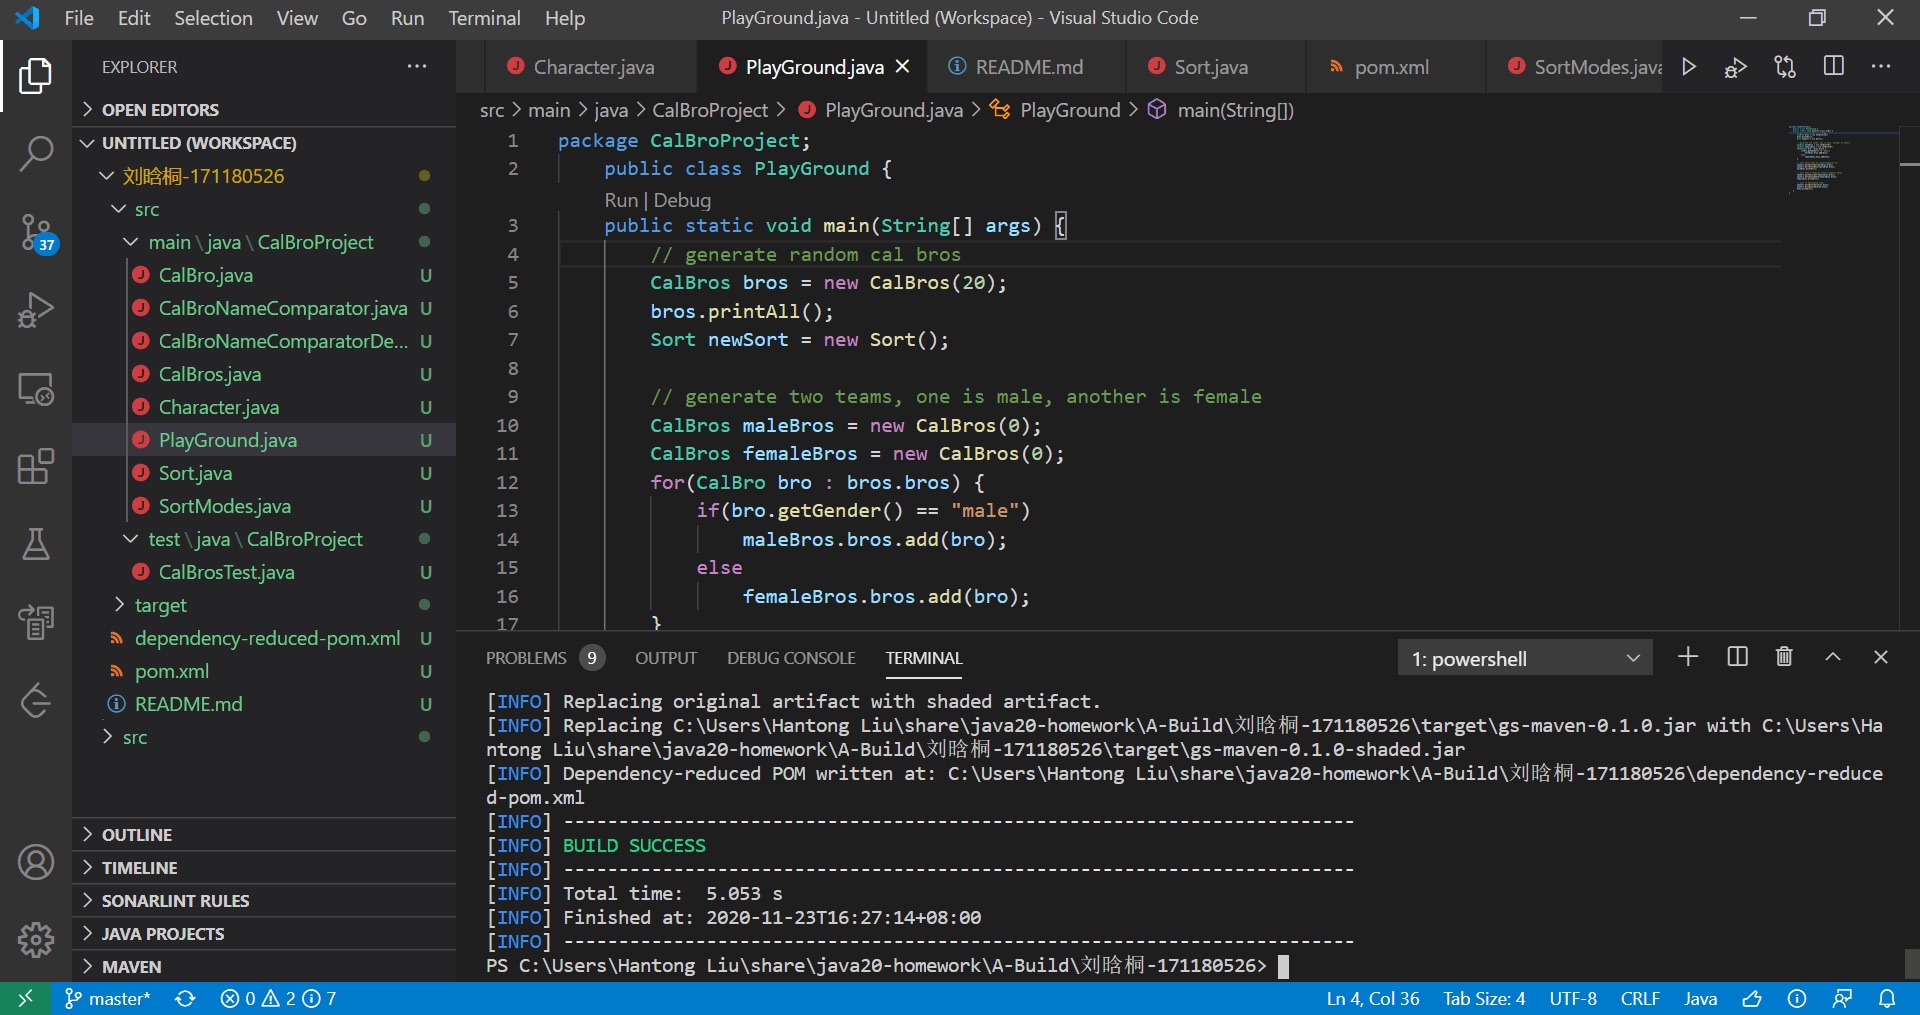 File Edit Selection View Go Run Terminal Help
PlayGround.java - Untitled (Workspace) - Visual Studio Code
EXPLORER
OPEN EDITORS
UNTITLED (WORKSPACE)
刘晗桐-171180526
src
main \ java \ CalBroProject
CalBro.java U
CalBroNameComparator.java U
CalBroNameComparatorDe... U
CalBros.java U
Character.java U
PlayGround.java U
Sort.java U
SortModes.java U
test \ java \ CalBroProject
CalBrosTest.java U
target
dependency-reduced-pom.xml U
pom.xml U
README.md U
src
OUTLINE
TIMELINE
SONARLINT RULES
JAVA PROJECTS
MAVEN
37
Character.java PlayGround.java README.md Sort.java pom.xml SortModes.java
src > main > java > CalBroProject > PlayGround.java > PlayGround > main(String[])
1 package CalBroProject;
2 public class PlayGround {
Run | Debug
3 public static void main(String[] args) {
4 // generate random cal bros
5 CalBros bros = new CalBros(20);
6 bros.printAll();
7 Sort newSort = new Sort();
8
9 // generate two teams, one is male, another is female
10 CalBros maleBros = new CalBros(0);
11 CalBros femaleBros = new CalBros(0);
12 for(CalBro bro : bros.bros) {
13 if(bro.getGender() == "male")
14 maleBros.bros.add(bro);
15 else
16 femaleBros.bros.add(bro);
17 }
PROBLEMS 9 OUTPUT DEBUG CONSOLE TERMINAL 1: powershell
[INFO] Replacing original artifact with shaded artifact.
[INFO] Replacing C:\Users\Hantong Liu\share\java20-homework\A-Build\刘晗桐-171180526\target\gs-maven-0.1.0.jar with C:\Users\Ha
ntong Liu\share\java20-homework\A-Build\刘晗桐-171180526\target\gs-maven-0.1.0-shaded.jar
[INFO] Dependency-reduced POM written at: C:\Users\Hantong Liu\share\java20-homework\A-Build\刘晗桐-171180526\dependency-reduce
d-pom.xml
[INFO] ------------------------------------------------------------------------
[INFO] BUILD SUCCESS
[INFO] ------------------------------------------------------------------------
[INFO] Total time:  5.053 s
[INFO] Finished at: 2020-11-23T16:27:14+08:00
[INFO] ------------------------------------------------------------------------
PS C:\Users\Hantong Liu\share\java20-homework\A-Build\刘晗桐-171180526>
master* 0 2 7 Ln 4, Col 36 Tab Size: 4 UTF-8 CRLF Java